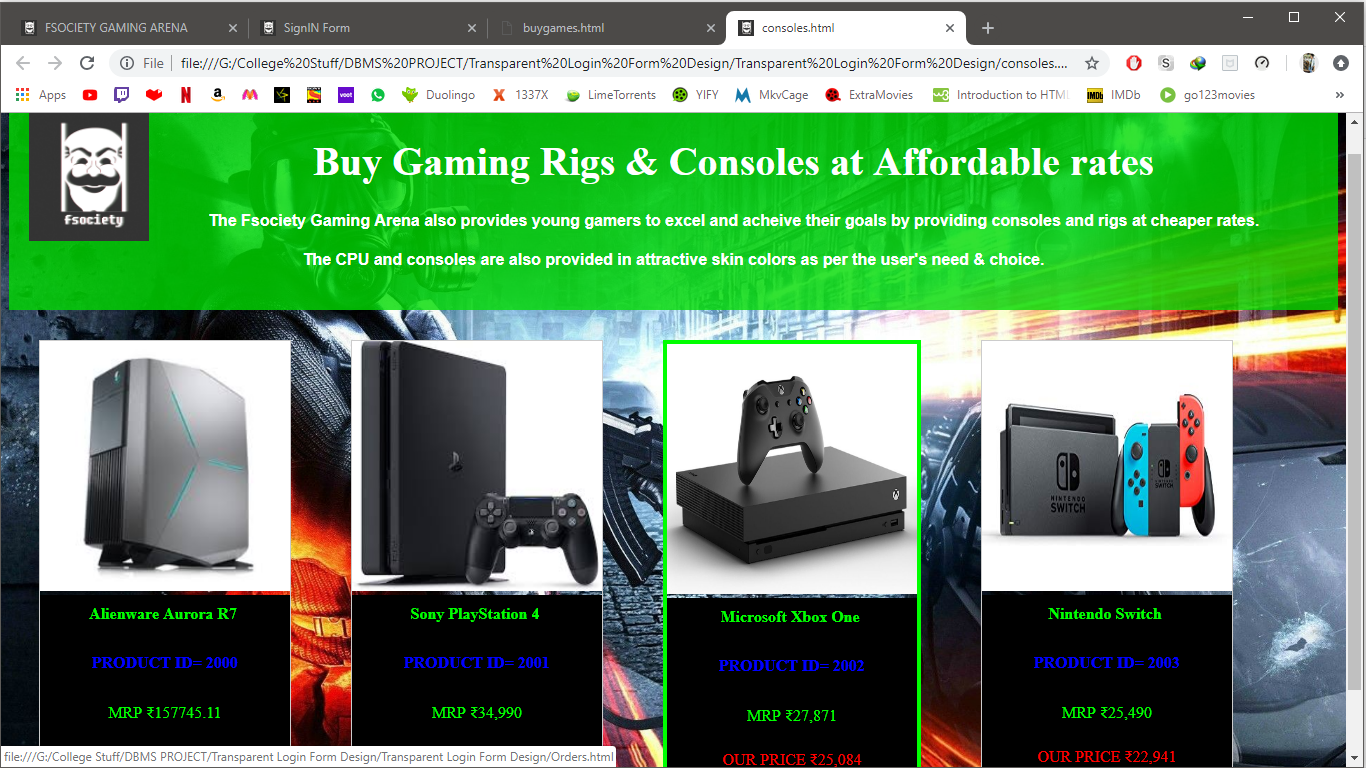 FSOCIETY GAMING ARENA
SignIN Form
buygames.html
consoles.html
File
file:///G:/College%20Stuff/DBMS%20PROJECT/Transparent%20Login%20Form%20Design/Transparent%20Login%20Form%20Design/consoles....
Apps
voot
Duolingo
1337X
LimeTorrents
YIFY
MkvCage
ExtraMovies
Introduction to HTML
IMDb
IMDb
go123movies
»
fsociety
Buy Gaming Rigs & Consoles at Affordable rates
The Fsociety Gaming Arena also provides young gamers to excel and acheive their goals by providing consoles and rigs at cheaper rates.
The CPU and consoles are also provided in attractive skin colors as per the user's need & choice.
NINTENDO
SWITCH
Alienware Aurora R7
Sony PlayStation 4
Microsoft Xbox One
Nintendo Switch
PRODUCT ID= 2000
PRODUCT ID= 2001
PRODUCT ID= 2002
PRODUCT ID= 2003
MRP ₹157745.11
MRP ₹34,990
MRP ₹27,871
MRP ₹25,490
OUR PRICE ₹25,084
OUR PRICE ₹22,941
file:///G:/College Stuff/DBMS PROJECT/Transparent Login Form Design/Transparent Login Form Design/Orders.html